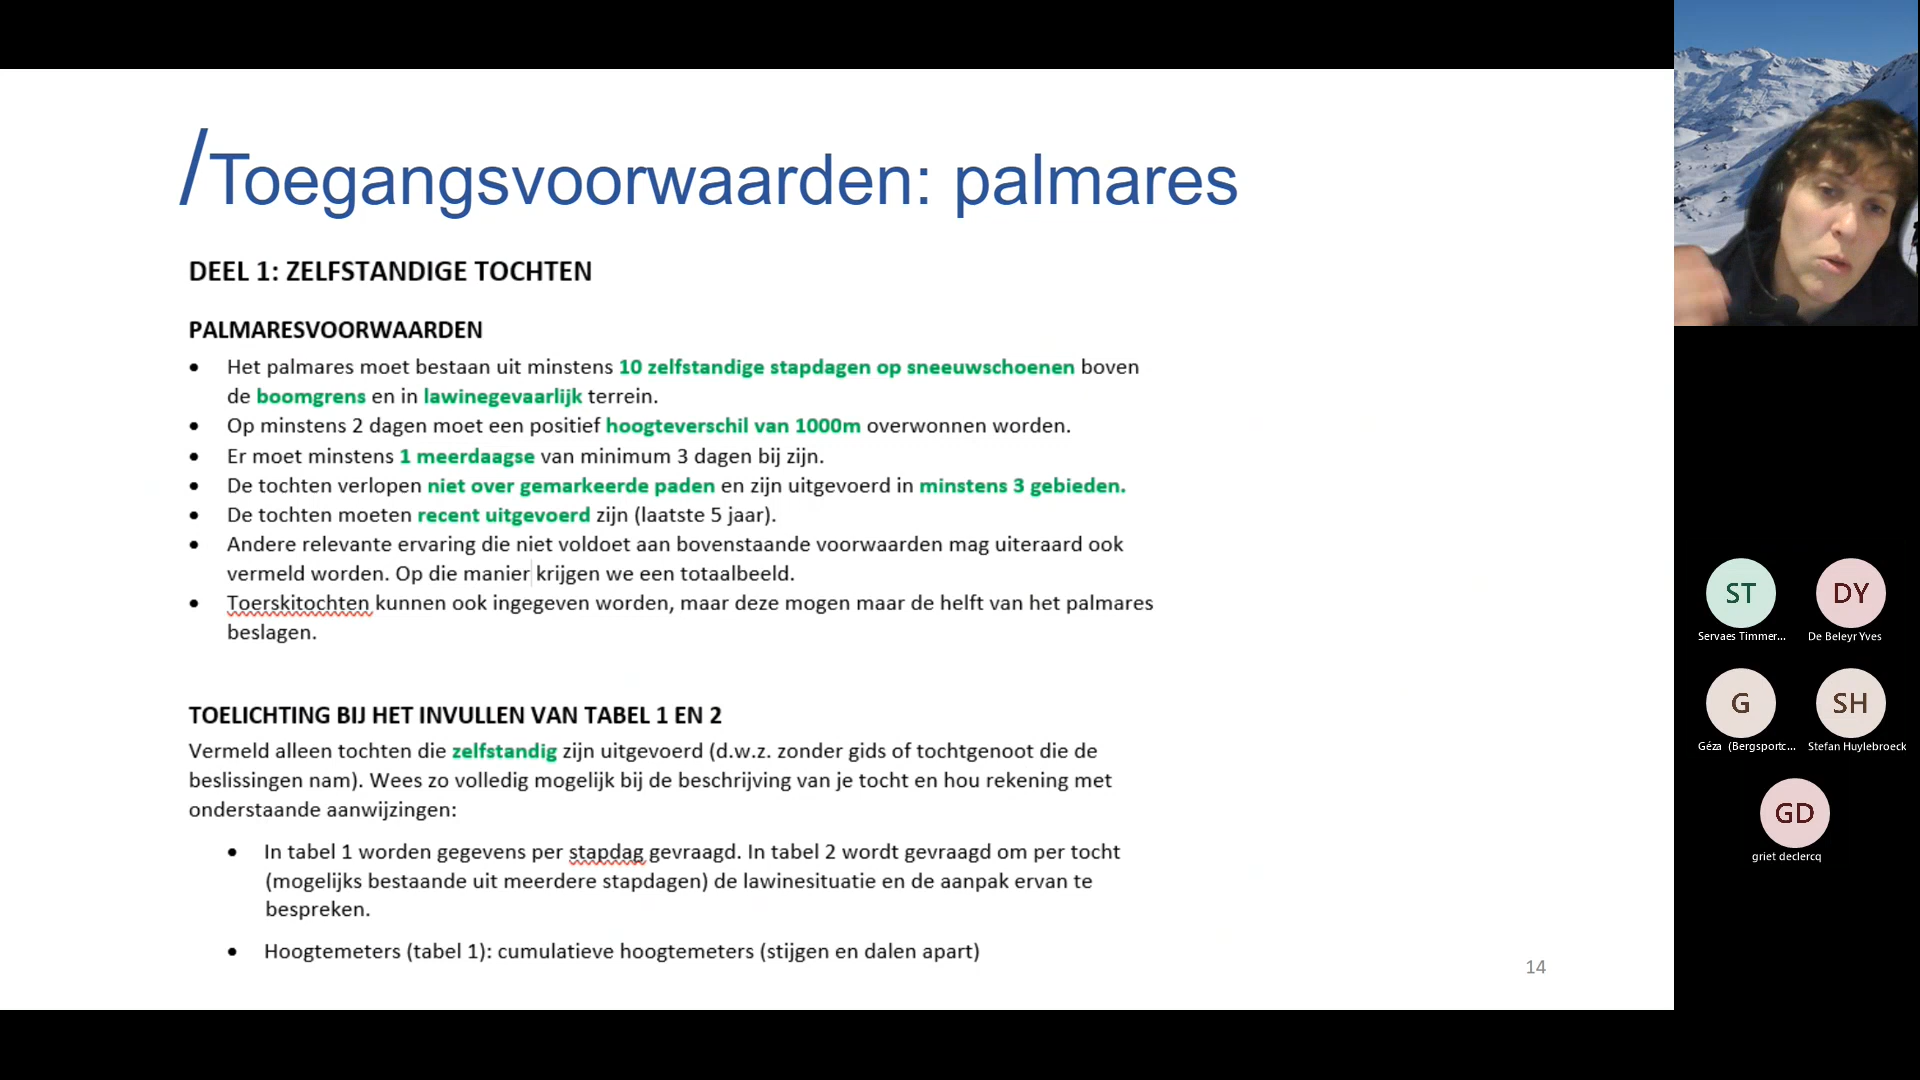 /Toegangsvoorwaarden: palmares
DEEL 1: ZELFSTANDIGE TOCHTEN
PALMARESVOORWAARDEN
• Het palmares moet bestaan uit minstens 10 zelfstandige stapdagen op sneeuwschoenen boven
de boomgrens en in lawinegevaarlijk terrein.
• Op minstens 2 dagen moet een positief hoogteverschil van 1000m overwonnen worden.
• Er moet minstens 1 meerdaagse van minimum 3 dagen bij zijn.
• De tochten verlopen niet over gemarkeerde paden en zijn uitgevoerd in minstens 3 gebieden.
• De tochten moeten recent uitgevoerd zijn (laatste 5 jaar).
• Andere relevante ervaring die niet voldoet aan bovenstaande voorwaarden mag uiteraard ook
vermeld worden. Op die manier krijgen we een totaalbeeld.
• Toerskitochten kunnen ook ingegeven worden, maar deze mogen maar de helft van het palmares
beslagen.
TOELICHTING BIJ HET INVULLEN VAN TABEL 1 EN 2
Vermeld alleen tochten die zelfstandig zijn uitgevoerd (d.w.z. zonder gids of tochtgenoot die de
beslissingen nam). Wees zo volledig mogelijk bij de beschrijving van je tocht en hou rekening met
onderstaande aanwijzingen:
• In tabel 1 worden gegevens per stapdag gevraagd. In tabel 2 wordt gevraagd om per tocht
(mogelijks bestaande uit meerdere stapdagen) de lawinesituatie en de aanpak ervan te
bespreken.
• Hoogtemeters (tabel 1): cumulatieve hoogtemeters (stijgen en dalen apart)
14
ST DY
Servaes Timmer... De Beleyr Yves
G SH
Géza (Bergsportc... Stefan Huylebroeck
GD
griet declercq